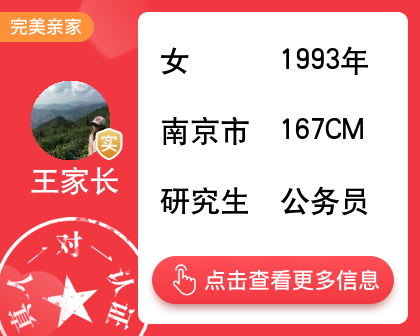 完美亲家
女 1993年
南京市 167CM
研究生 公务员
实
王家长
点击查看更多信息
真人一对一认证